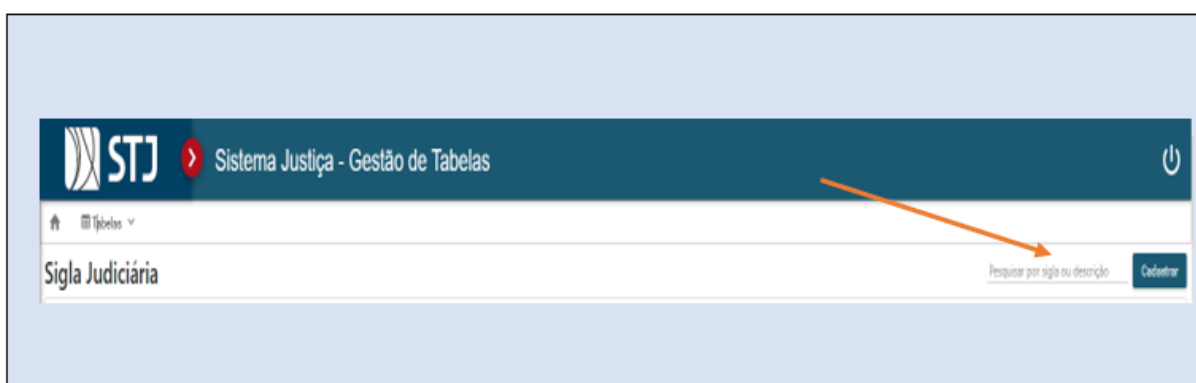 STJ Sistema Justiça - Gestão de Tabelas
Tabelas
Sigla Judiciária Pesquisar por sigla ou descrição Cadastrar